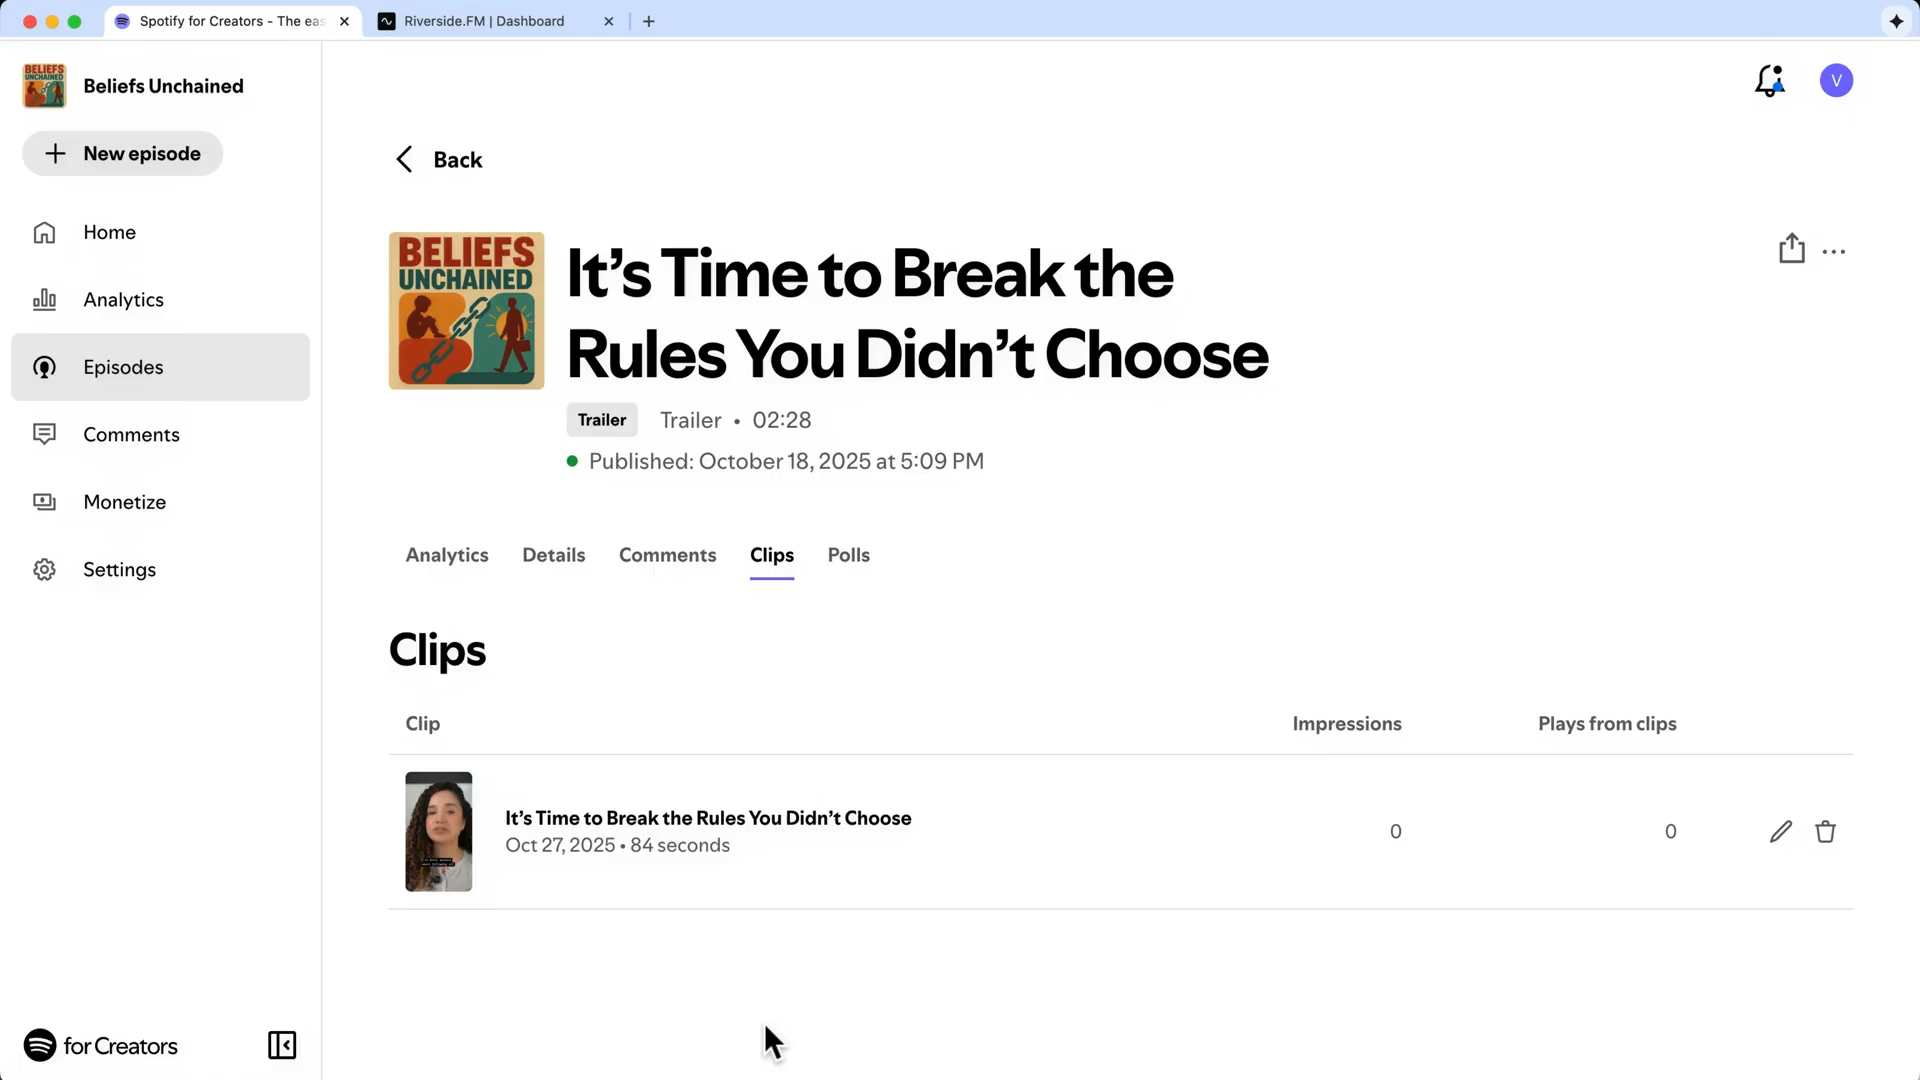 Spotify for Creators - The eas
Riverside.FM | Dashboard
BELIEFS
UNCHAINED
Beliefs Unchained
New episode
Home
Analytics
Episodes
Comments
Monetize
Settings
for Creators
V
Back
BELIEFS
UNCHAINED
It’s Time to Break the
Rules You Didn’t Choose
Trailer
Trailer • 02:28
Published: October 18, 2025 at 5:09 PM
Analytics
Details
Comments
Clips
Polls
Clips
Clip
Impressions
Plays from clips
It’s Time to Break the Rules You Didn’t Choose
Oct 27, 2025 • 84 seconds
0
0